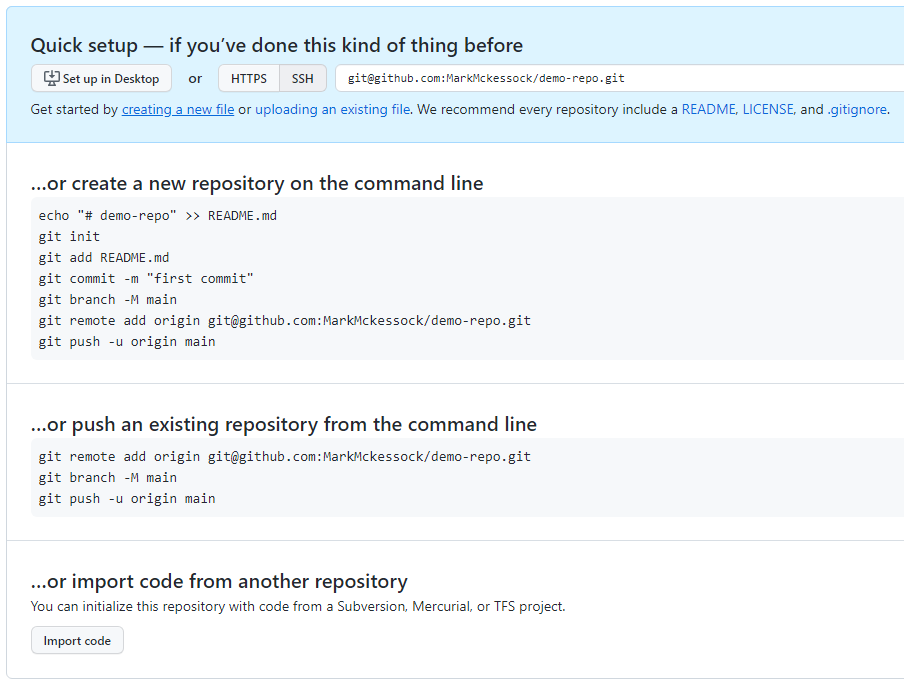 Quick setup — if you’ve done this kind of thing before
Set up in Desktop or HTTPS SSH git@github.com:MarkMckessock/demo-repo.git
Get started by creating a new file or uploading an existing file. We recommend every repository include a README, LICENSE, and .gitignore.
…or create a new repository on the command line
echo "# demo-repo" >> README.md
git init
git add README.md
git commit -m "first commit"
git branch -M main
git remote add origin git@github.com:MarkMckessock/demo-repo.git
git push -u origin main
…or push an existing repository from the command line
git remote add origin git@github.com:MarkMckessock/demo-repo.git
git branch -M main
git push -u origin main
…or import code from another repository
You can initialize this repository with code from a Subversion, Mercurial, or TFS project.
Import code